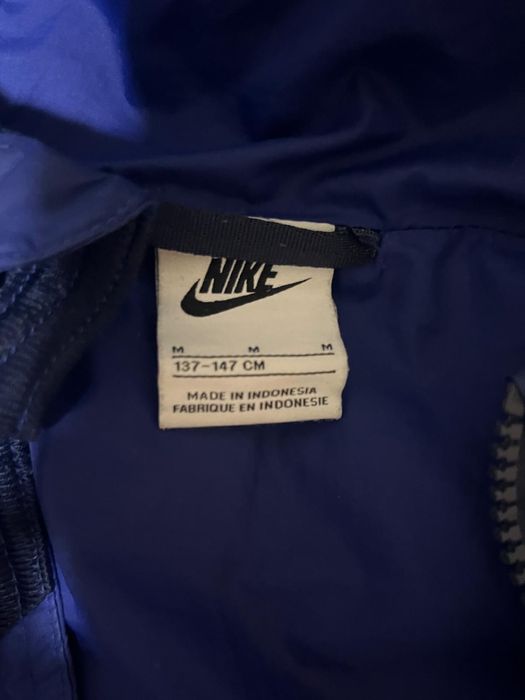 NIKE
M M M
137-147 CM
MADE IN INDONESIA
FABRIQUE EN INDONESIE